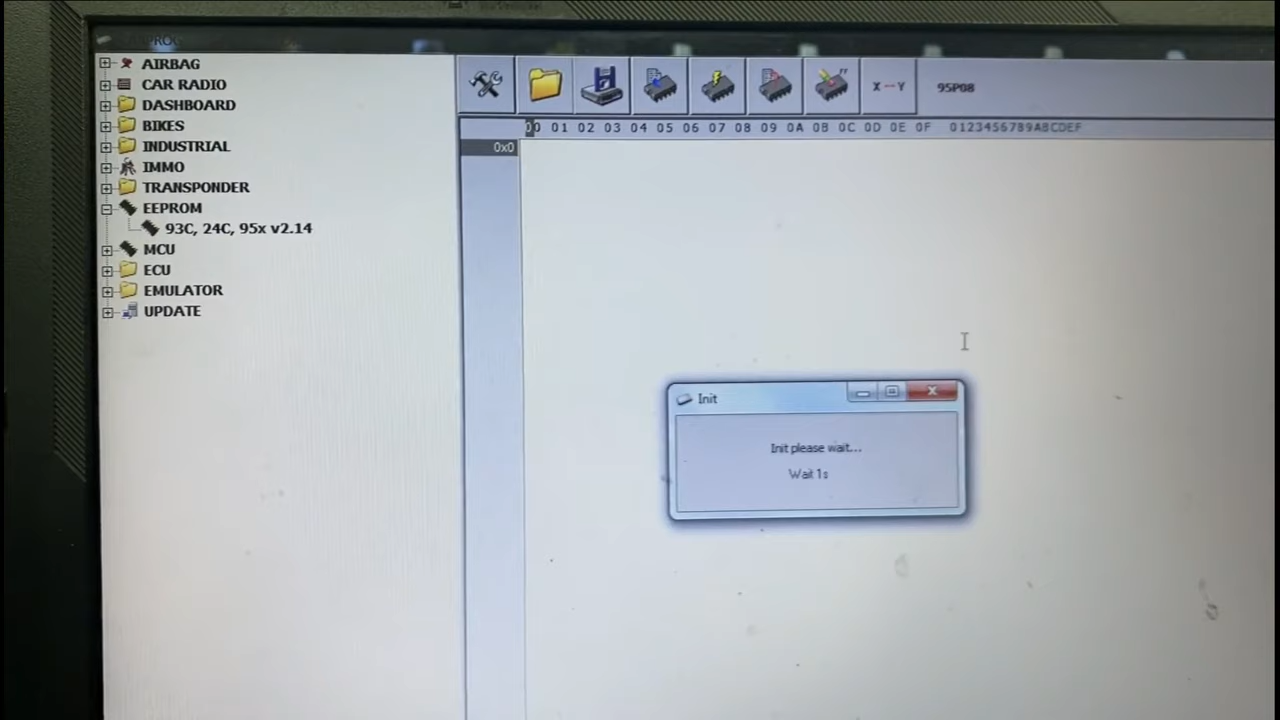 AIRBAG
CAR RADIO
DASHBOARD
BIKES
INDUSTRIAL
IMMO
TRANSPONDER
EEPROM
93C, 24C, 95x v2.14
MCU
ECU
EMULATOR
UPDATE
X--Y
95P08
00 01 02 03 04 05 06 07 08 09 0A 0B 0C 0D 0E 0F 0123456789ABCDEF
0x0
Init
Init please wait...
Wait 1s